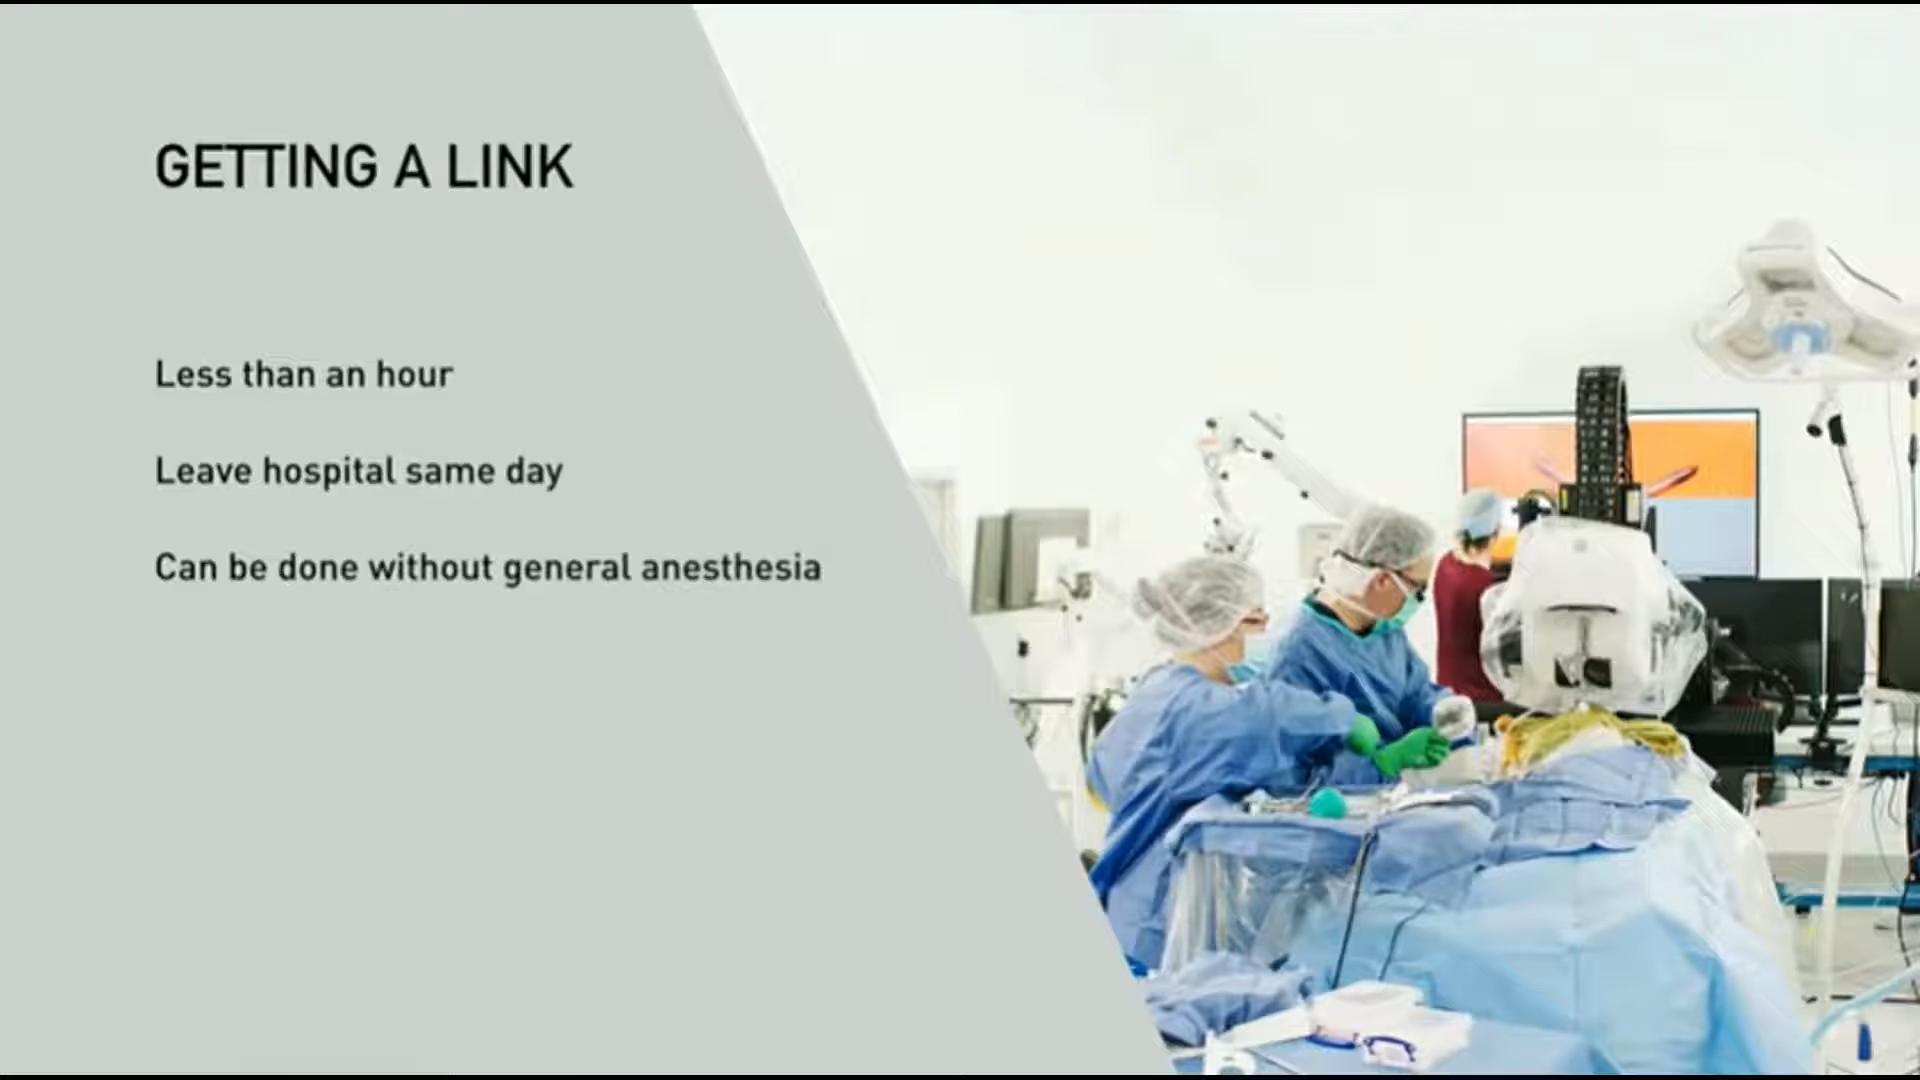 GETTING A LINK
Less than an hour
Leave hospital same day
Can be done without general anesthesia